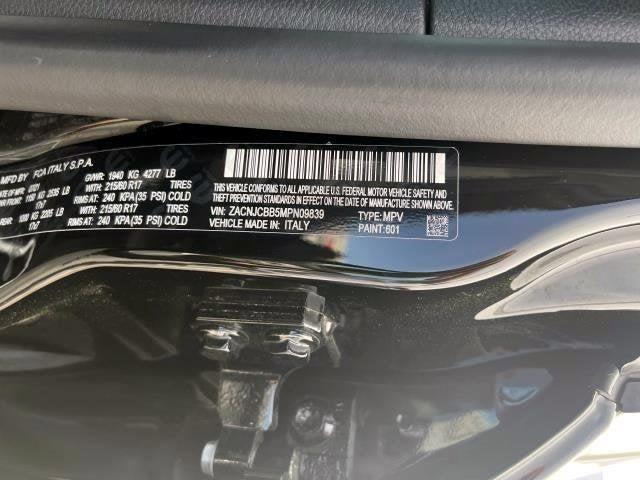 MFD BY FCA ITALY S.P.A.
GVWR: 1940 KG 4277 LB
WITH TIRES
215/60 R17
RIMS AT: 240 KPA (35 PSI) COLD
WITH TIRES
215/60 R17
RIMS AT: 240 KPA (35 PSI) COLD
THIS VEHICLE CONFORMS TO ALL APPLICABLE U.S. FEDERAL MOTOR VEHICLE SAFETY AND
THEFT PREVENTION STANDARDS IN EFFECT ON THE DATE OF MANUFACTURE SHOWN ABOVE.
VIN: ZACNJCBB5MPN09839 TYPE: MPV
VEHICLE MADE IN: ITALY PAINT:601